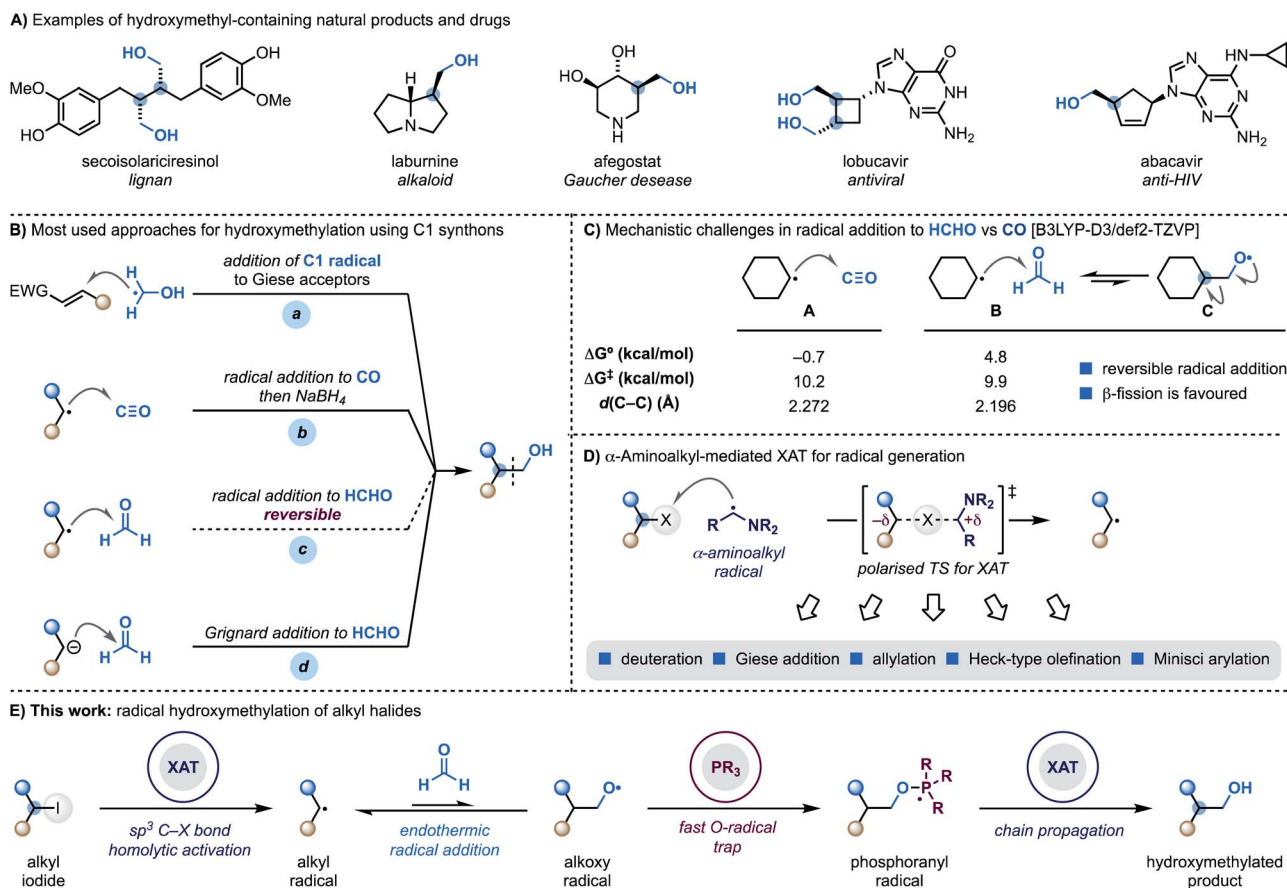 A) Examples of hydroxymethyl-containing natural products and drugs
HO
OH
MeO
OMe
HO
OH
secoisolariciresinol
lignan
H
OH
N
laburnine
alkaloid
OH
HO
OH
N
H
afegostat
Gaucher desease
O
N
NH
N
N
NH2
HO
HO
lobucavir
antiviral
HN
N
N
N
N
NH2
HO
abacavir
anti-HIV
B) Most used approaches for hydroxymethylation using C1 synthons
EWG
H
H
OH
addition of C1 radical
to Giese acceptors
a
C≡O
radical addition to CO
then NaBH4
b
O
H H
radical addition to HCHO
reversible
c
O
H H
Grignard addition to HCHO
d
OH
C) Mechanistic challenges in radical addition to HCHO vs CO [B3LYP-D3/def2-TZVP]
C≡O
A
O
H H
B
O•
C
ΔGº (kcal/mol) –0.7 4.8
ΔG‡ (kcal/mol) 10.2 9.9
d(C–C) (Å) 2.272 2.196
reversible radical addition
β-fission is favoured
D) α-Aminoalkyl-mediated XAT for radical generation
X
R NR2
α-aminoalkyl
radical
–δ X +δ
NR2
R
‡
polarised TS for XAT
deuteration Giese addition allylation Heck-type olefination Minisci arylation
E) This work: radical hydroxymethylation of alkyl halides
I
alkyl
iodide
XAT
sp3 C–X bond
homolytic activation
alkyl
radical
O
H H
endothermic
radical addition
O•
alkoxy
radical
PR3
fast O-radical
trap
O P R
R
R
phosphoranyl
radical
XAT
chain propagation
OH
hydroxymethylated
product